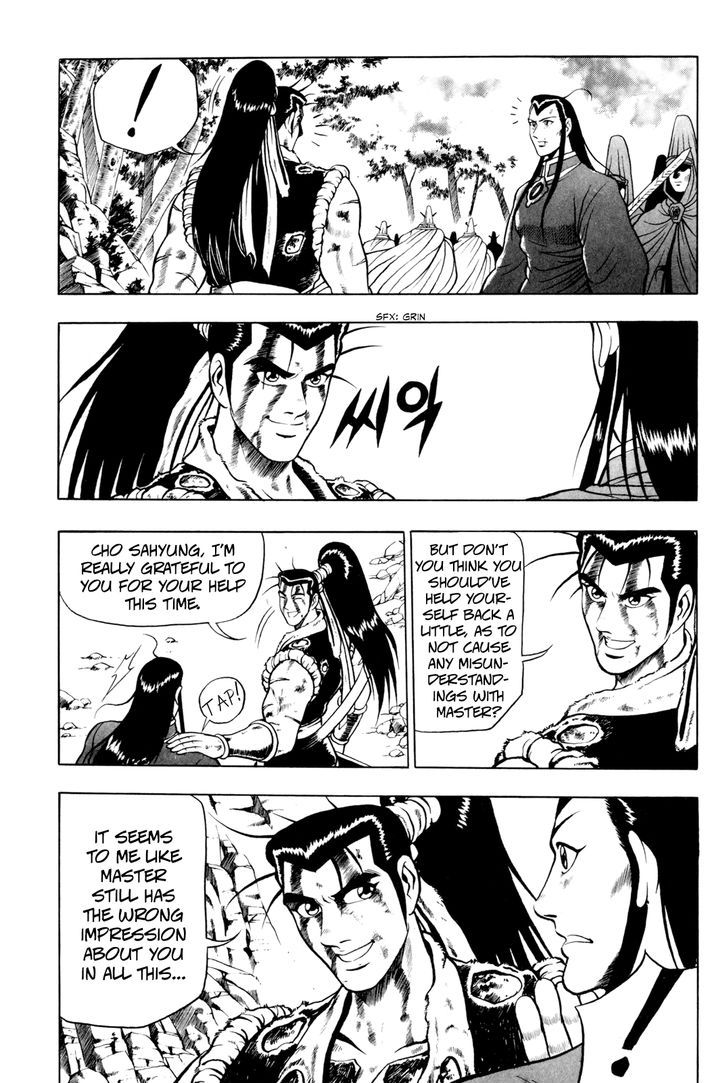 !
SFX: GRIN
씨익
CHO SAHYUNG, I'M
REALLY GRATEFUL TO
YOU FOR YOUR HELP
THIS TIME.
TAP!
BUT DON'T
YOU THINK YOU
SHOULD'VE
HELD YOUR-
SELF BACK A
LITTLE, AS TO
NOT CAUSE
ANY MISUN-
DERSTAND-
INGS WITH
MASTER?
IT SEEMS
TO ME LIKE
MASTER
STILL HAS
THE WRONG
IMPRESSION
ABOUT YOU
IN ALL THIS...
!